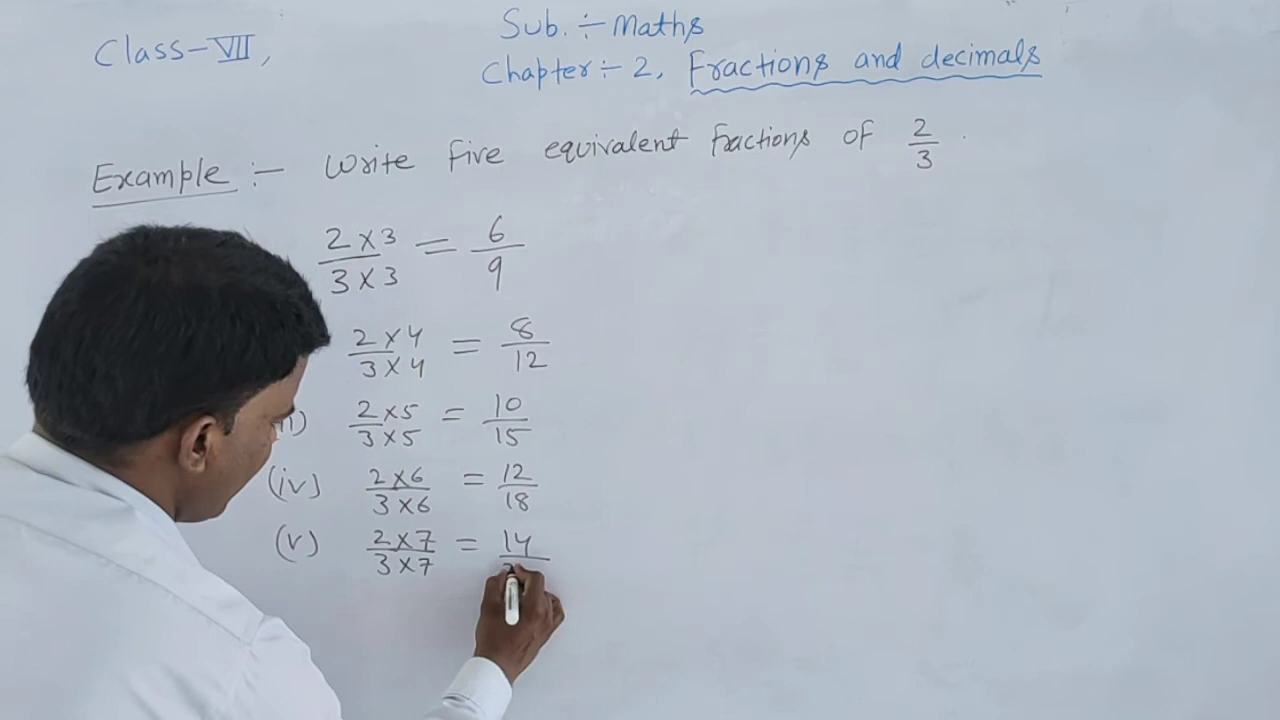 Sub. :- Maths
Class-VII,
Chapter :- 2, Fractions and decimals
Example :- Write five equivalent fractions of 2/3.
2×3/3×3 = 6/9
2×4/3×4 = 8/12
2×5/3×5 = 10/15
(iv) 2×6/3×6 = 12/18
(v) 2×7/3×7 = 14